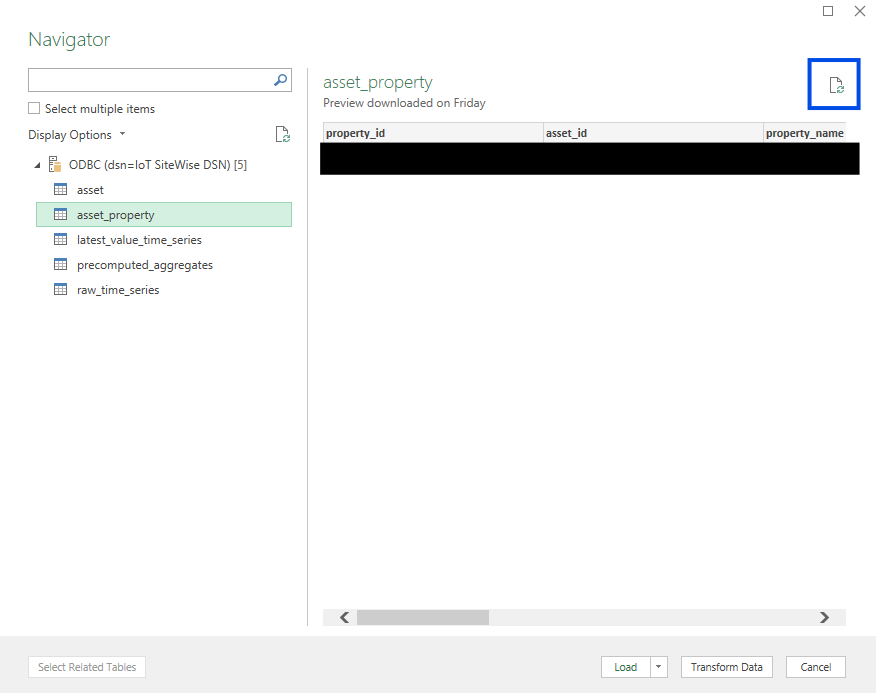 Navigator
Select multiple items
Display Options
ODBC (dsn=IoT SiteWise DSN) [5]
asset
asset_property
latest_value_time_series
precomputed_aggregates
raw_time_series
asset_property
Preview downloaded on Friday
property_id asset_id property_name
Select Related Tables Load Transform Data Cancel